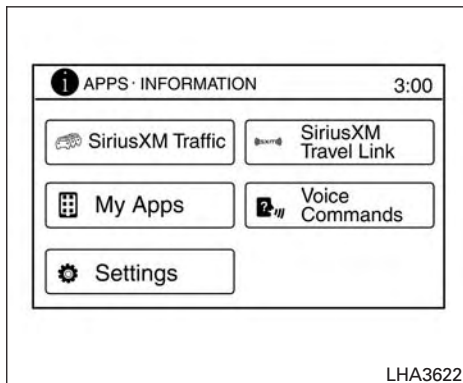 i APPS · INFORMATION 3:00
SiriusXM Traffic
SiriusXM
Travel Link
My Apps
Voice
Commands
Settings
LHA3622